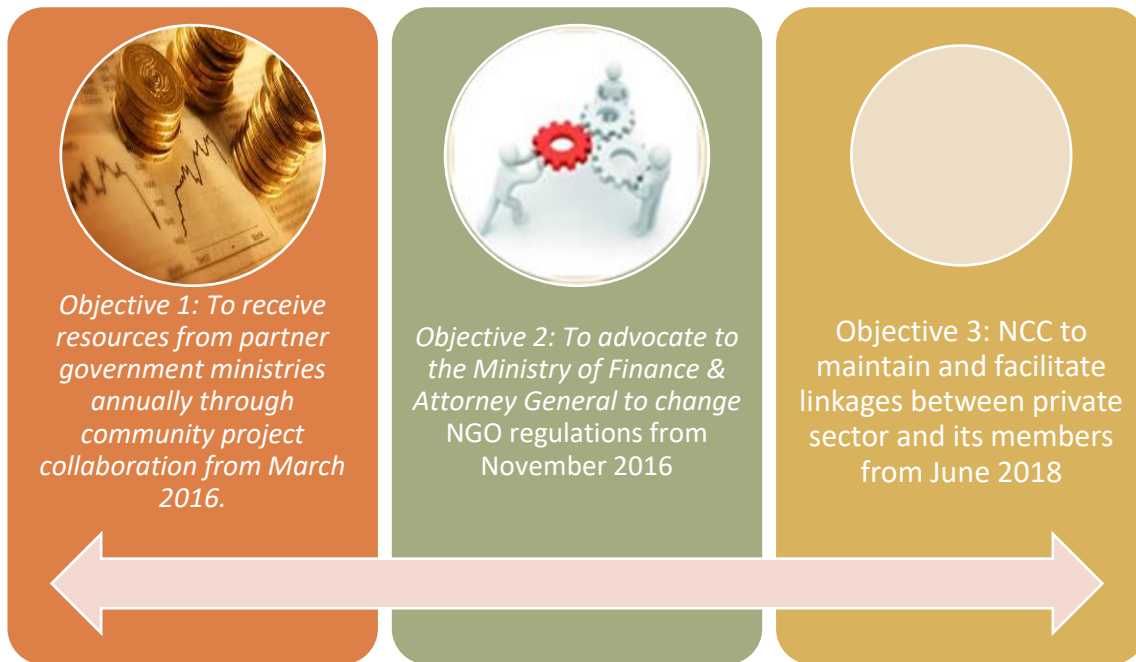 Objective 1: To receive
resources from partner
government ministries
annually through
community project
collaboration from March
2016.
Objective 2: To advocate to
the Ministry of Finance &
Attorney General to change
NGO regulations from
November 2016
Objective 3: NCC to
maintain and facilitate
linkages between private
sector and its members
from June 2018